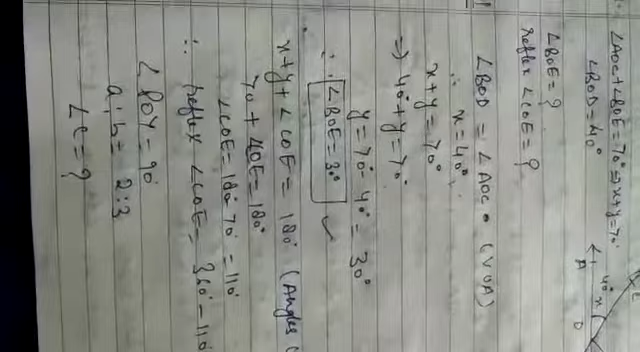 ∠AOC + ∠BOE = 70° ⇒ x+y = 70°
∠BOD = 40°
∠BOE = ?
Reflex ∠COE = ?
E
40° x
A
O
∠BOD = ∠AOC (VOA)
∴ x = 40°
x + y = 70°
⇒ 40° + y = 70°
y = 70° - 40° = 30°
∴ ∠BOE = 30° ✓
x + y + ∠COE = 180° (Angles
70 + ∠COE = 180°
∠COE = 180° 70° = 110°
∴ Reflex ∠COE = 360° - 110°
∠POY = 90°
a : b = 2 : 3
∠c = ?